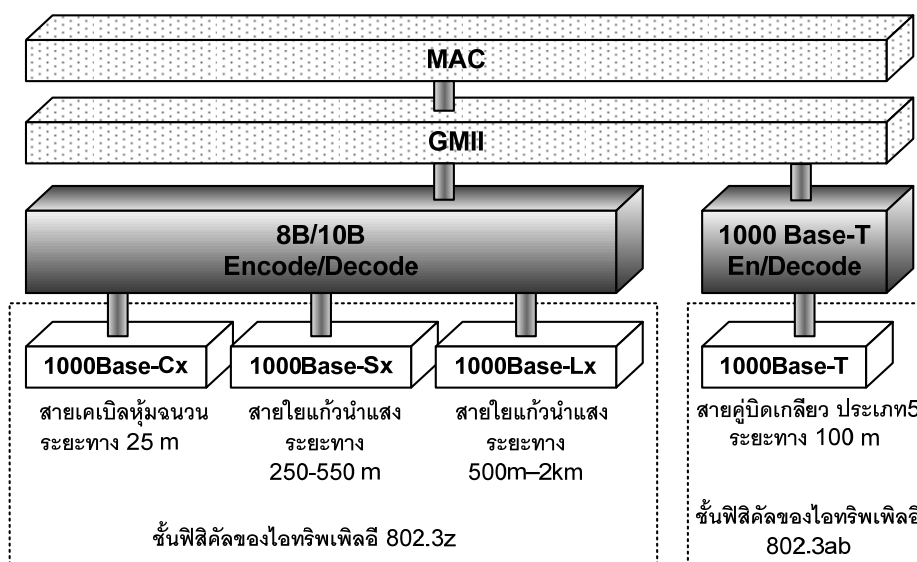 MAC
GMII
8B/10B
Encode/Decode
1000 Base-T
En/Decode
1000Base-Cx
1000Base-Sx
1000Base-Lx
1000Base-T
สายเคเบิลหุ้มฉนวน
ระยะทาง 25 m
สายใยแก้วนำแสง
ระยะทาง
250-550 m
สายใยแก้วนำแสง
ระยะทาง
500m–2km
สายคู่บิดเกลียว ประเภท5
ระยะทาง 100 m
ชั้นฟิสิคัลของไอทริพเพิลอี 802.3z
ชั้นฟิสิคัลของไอทริพเพิลอี
802.3ab